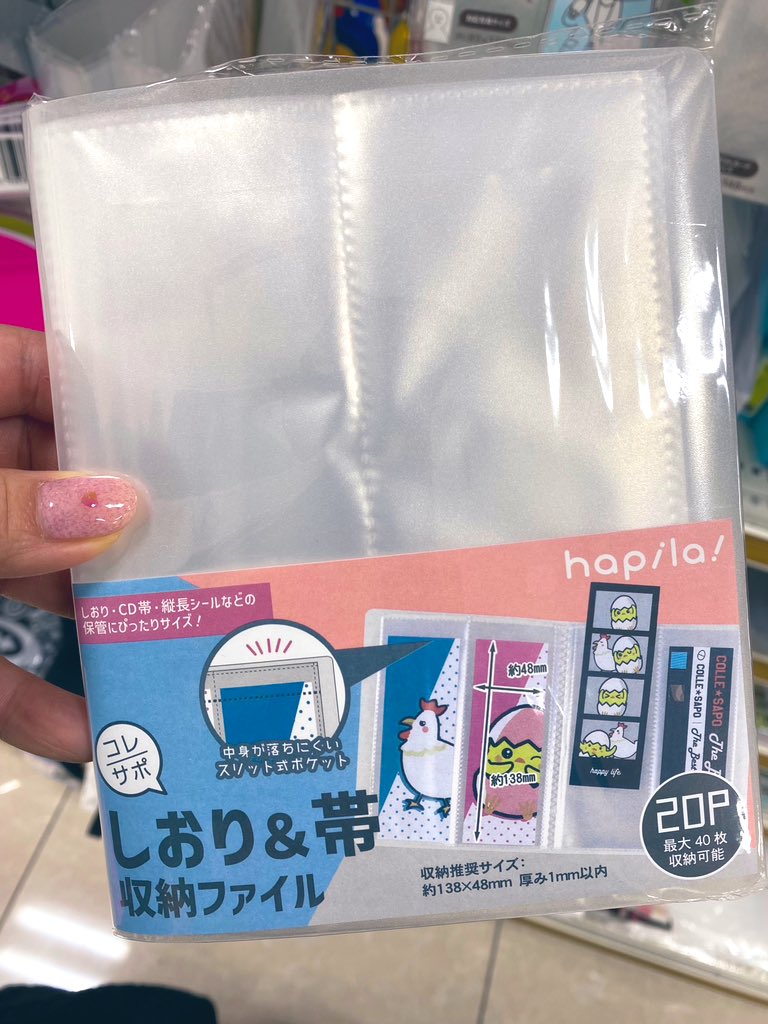 hapila!
しおり・CD帯・縦長シールなどの
保管にぴったりサイズ!
約48mm
約138mm
中身が落ちにくい
スリット式ポケット
コレ
サポ
しおり&帯
収納ファイル
happy life
COLLE★SAPO The
COLLE★SAPO The Best
20P
最大40枚
収納可能
収納推奨サイズ:
約138×48mm 厚み1mm以内